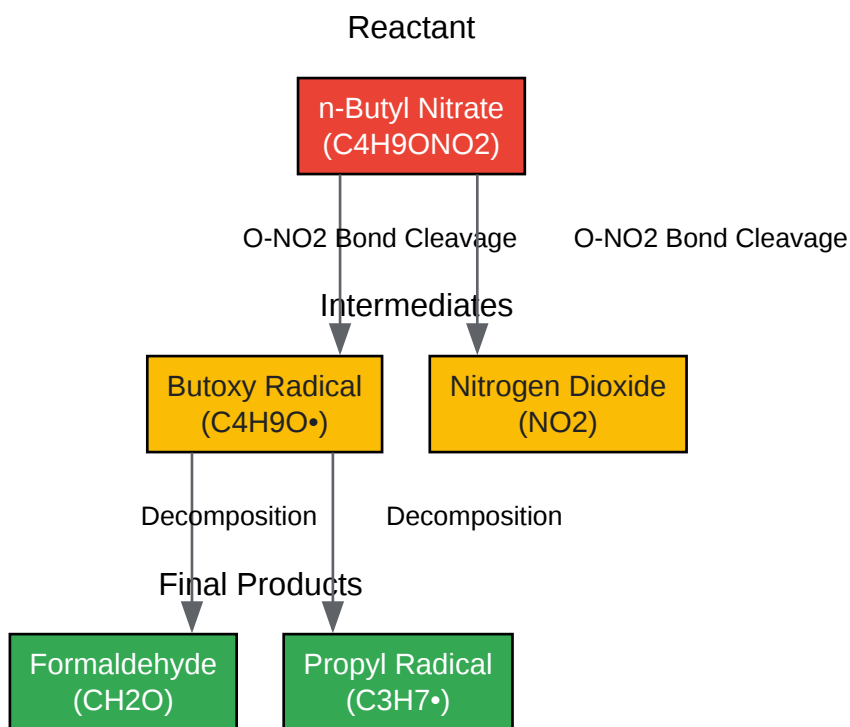 Reactant
n-Butyl Nitrate
(C4H9ONO2)
O-NO2 Bond Cleavage
O-NO2 Bond Cleavage
Intermediates
Butoxy Radical
(C4H9O•)
Nitrogen Dioxide
(NO2)
Decomposition
Decomposition
Final Products
Formaldehyde
(CH2O)
Propyl Radical
(C3H7•)